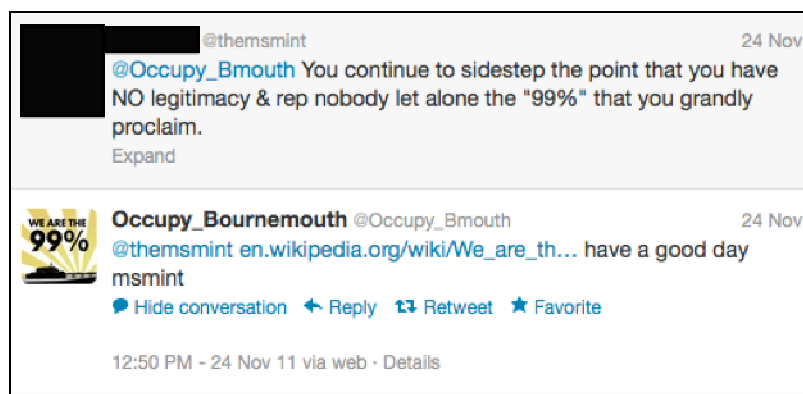 @themsmint 24 Nov
@Occupy_Bmouth You continue to sidestep the point that you have
NO legitimacy & rep nobody let alone the "99%" that you grandly
proclaim.
Expand
WE ARE THE
99%
Occupy_Bournemouth @Occupy_Bmouth 24 Nov
@themsmint en.wikipedia.org/wiki/We_are_th... have a good day
msmint
Hide conversation Reply Retweet Favorite
12:50 PM - 24 Nov 11 via web · Details